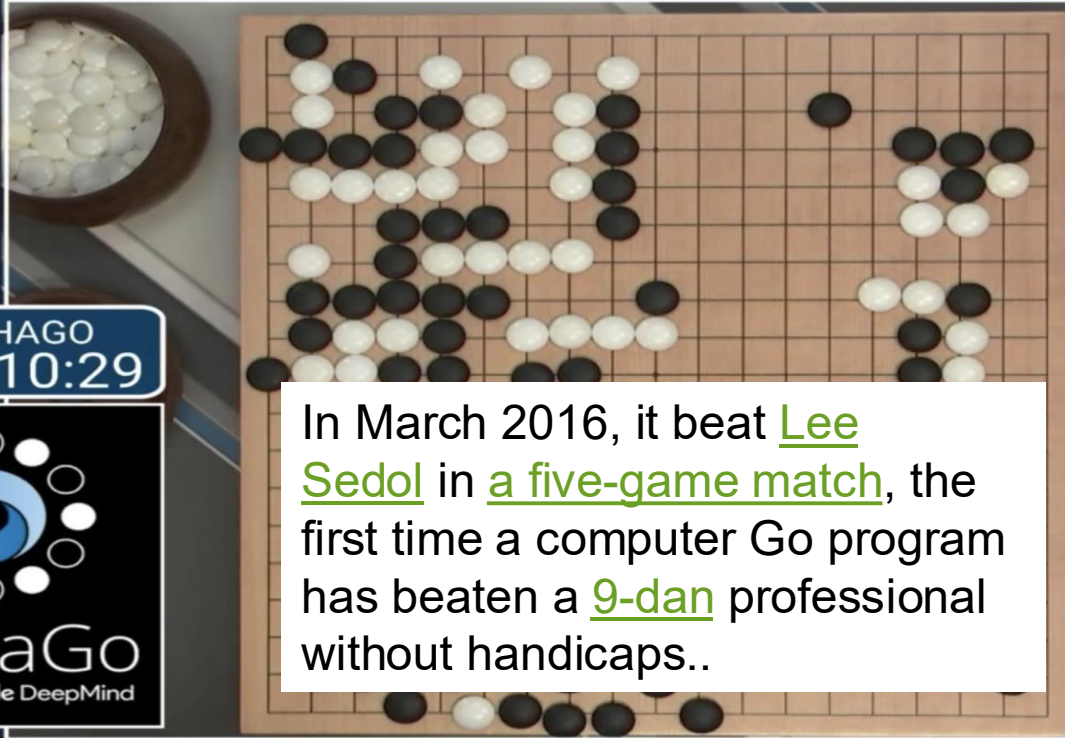 HAGO
10:29
aGo
le DeepMind
In March 2016, it beat Lee
Sedol in a five-game match, the
first time a computer Go program
has beaten a 9-dan professional
without handicaps..